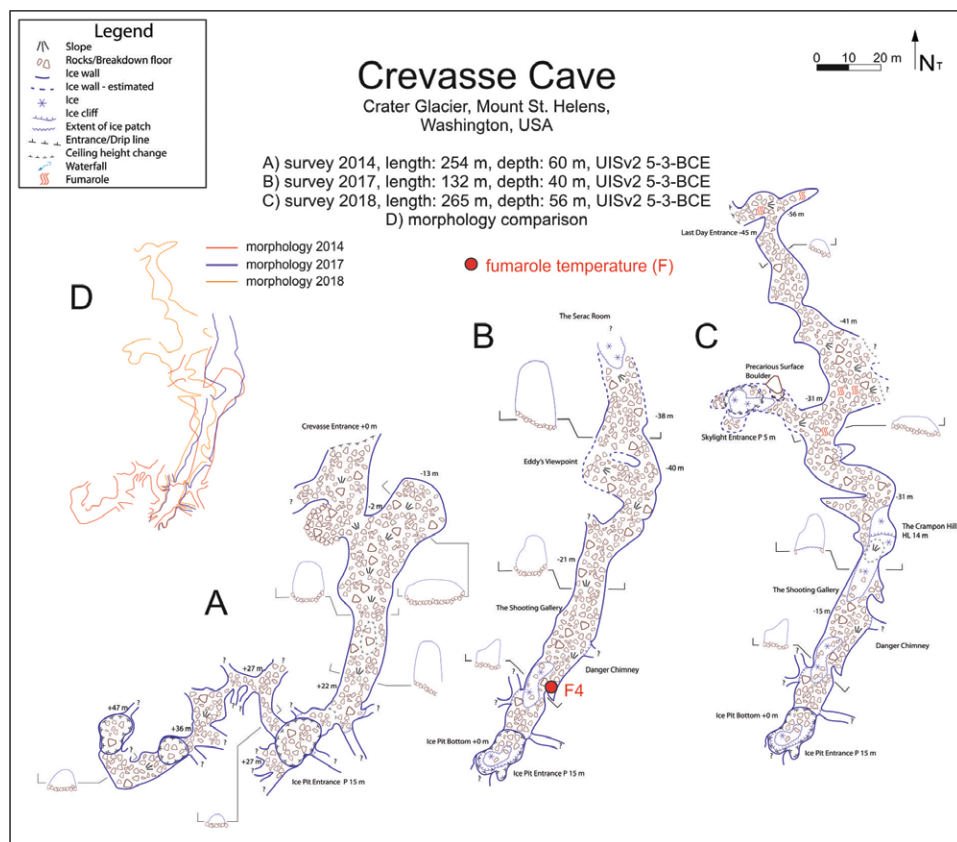 Legend
Slope
Rocks/Breakdown floor
Ice wall
Ice wall - estimated
Ice
Ice cliff
Extent of ice patch
Entrance/Drip line
Ceiling height change
Waterfall
Fumarole
0 10 20 m
NT
Crevasse Cave
Crater Glacier, Mount St. Helens,
Washington, USA
A) survey 2014, length: 254 m, depth: 60 m, UISv2 5-3-BCE
B) survey 2017, length: 132 m, depth: 40 m, UISv2 5-3-BCE
C) survey 2018, length: 265 m, depth: 56 m, UISv2 5-3-BCE
D) morphology comparison
morphology 2014
morphology 2017
morphology 2018
fumarole temperature (F)
D
A
Crevasse Entrance +0 m
-13 m
-2 m
?
+22 m
?
+27 m
?
?
+47 m
?
+36 m
?
?
+27 m
?
?
?
Ice Pit Entrance P 15 m
B
The Serac Room
?
-38 m
Eddy's Viewpoint
-40 m
?
-21 m
The Shooting Gallery
?
Danger Chimney
F4
?
Ice Pit Bottom +0 m
?
?
Ice Pit Entrance P 15 m
C
?
-56 m
Last Day Entrance -45 m
-41 m
?
Precarious Surface
Boulder
-31 m
?
Skylight Entrance P 5 m
-31 m
The Crampon Hill
HL 14 m
The Shooting Gallery
-15 m
?
Danger Chimney
?
Ice Pit Bottom +0 m
?
?
Ice Pit Entrance P 15 m